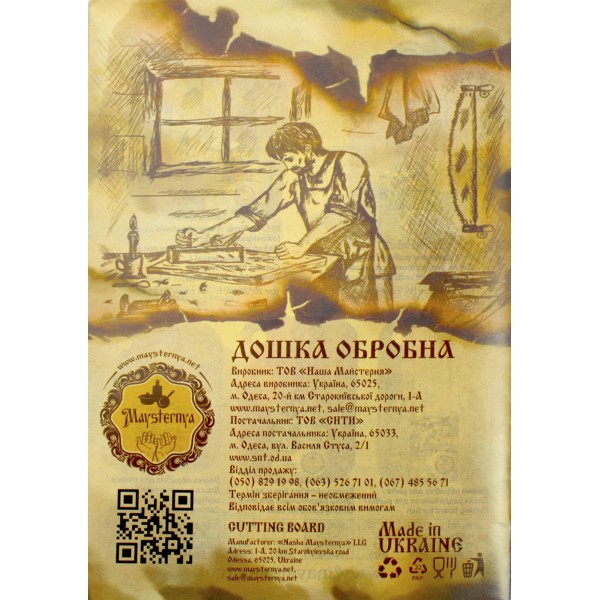 ДОШКА ОБРОБНА
Виробник: ТОВ «Наша Майстерня»
Адреса виробника: Україна, 65025,
м. Одеса, 20-й км Старокиївської дороги, 1-А
www.maysternya.net, sale@maysternya.net
Постачальник: ТОВ «СНТИ»
Адреса постачальника: Україна, 65033,
м. Одеса, вул. Василя Стуса, 2/1
www.snt.od.ua
Відділ продажу:
(050) 829 19 98, (063) 526 71 01, (067) 485 56 71
Термін зберігання – необмежений
Відповідає всім обов'язковим вимогам
www.maysternya.net
Maysternya
CUTTING BOARD
Manufacturer: «Nasha Maysternya» LLC
Adress: 1-A, 20 km Starokyivska road
Odessa, 65025, Ukraine
www.maysternya.net,
sale@maysternya.net
Made in
UKRAINE
PAP